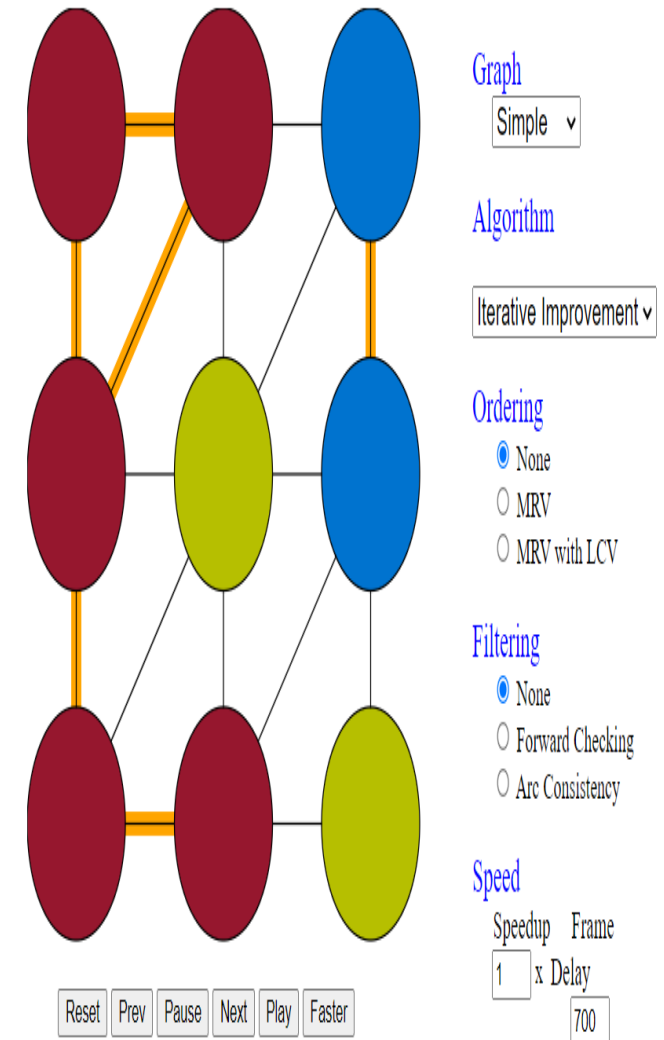 Graph
Simple
Algorithm
Iterative Improvement
Ordering
None
MRV
MRV with LCV
Filtering
None
Forward Checking
Arc Consistency
Speed
Speedup Frame
1 x Delay
700
Reset Prev Pause Next Play Faster